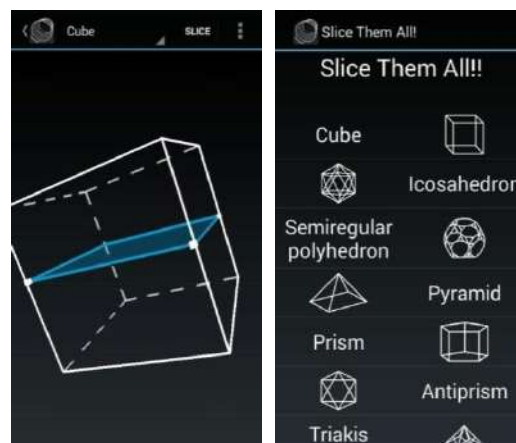 Cube
SLICE
Slice Them All!!
Slice Them All!!
Cube
Icosahedron
Semiregular
polyhedron
Pyramid
Prism
Antiprism
Triakis